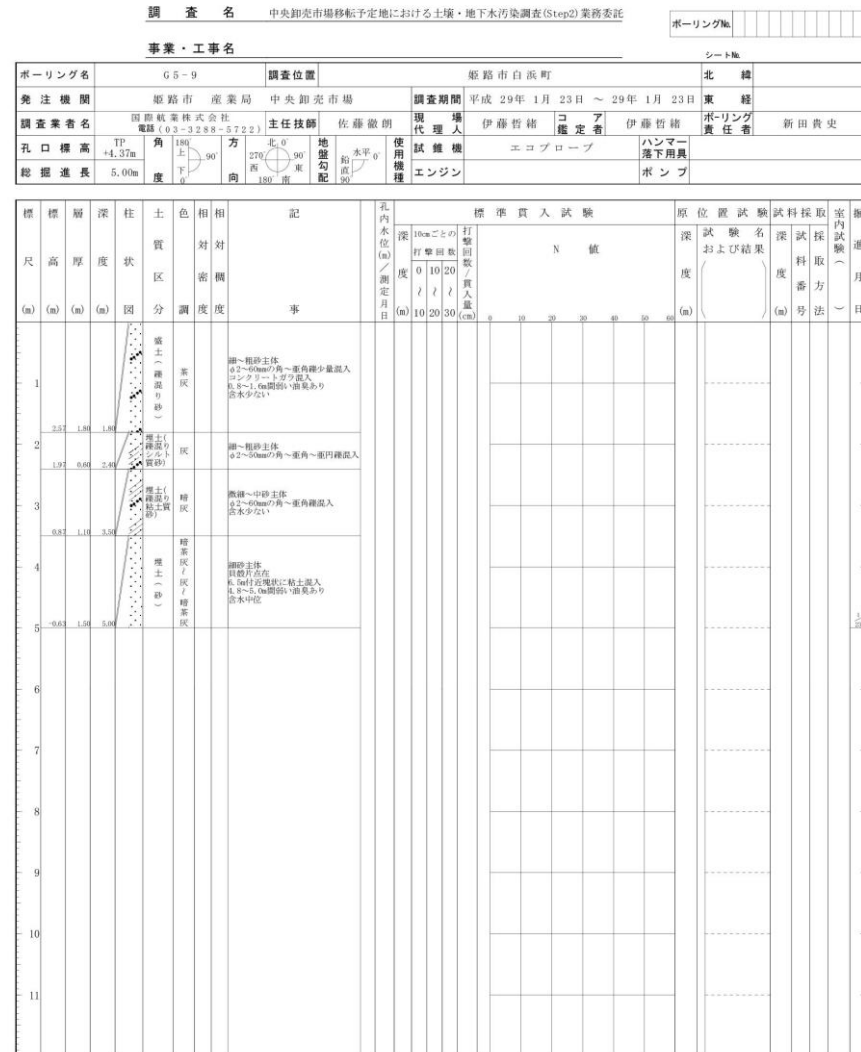 調査名 中央卸売市場移転予定地における土壌・地下水汚染調査(Step2)業務委託
ボーリングNo.
事業・工事名
シートNo.
ボーリング名 G5-9 調査位置 姫路市白浜町 北緯
発注機関 姫路市 産業局 中央卸売市場 調査期間 平成 29年 1月 23日 ~ 29年 1月 23日 東経
調査業者名 国際航業株式会社 電話(03-3288-5722) 主任技師 佐藤徹朗 現場代理人 伊藤哲緒 コア鑑定者 伊藤哲緒 ボーリング責任者 新田貴史
孔口標高 TP +4.37m 角度 180° 上 90° 下 0° 方向 北 0° 270° 西 90° 東 180° 南 地盤勾配 水平 0° 鉛直 90° 使用機種 試錐機 エコプローブ ハンマー落下用具
総掘進長 5.00m エンジン ポンプ
標尺(m) 標高(m) 層厚(m) 深度(m) 柱状図 土質区分 色調 相対密度 相対稠度 記事 孔内水位(m)/測定月日 標準貫入試験 原位置試験 試料採取 室内試験() 掘進月日
深度(m) 10cmごとの打撃回数 0~10 10~20 20~30 打撃回数/貫入量(cm) N値 深度(m) 試験名および結果 深度(m) 試料番号 採取方法
0 10 20 30 40 50 60
盛土(礫混り砂) 茶灰
細~粗砂主体
φ2~60mmの角~亜角礫少量混入
コンクリートガラ混入
0.8~1.6m間弱い油臭あり
含水少ない
1
2.57 1.80 1.80
2
埋土(礫混りシルト質砂) 灰
細~粗砂主体
φ2~50mmの角~亜角~亜円礫混入
1.97 0.60 2.40
埋土(礫混り粘土質砂) 暗灰
微細~中砂主体
φ2~60mmの角~亜角礫混入
含水少ない
3
0.87 1.10 3.50
埋土(砂) 暗茶灰~灰~暗茶灰
細砂主体
貝殻片点在
6.5m付近塊状に粘土混入
4.8~5.0m間弱い油臭あり
含水中位
4
5
-0.63 1.50 5.00
6
7
8
9
10
11